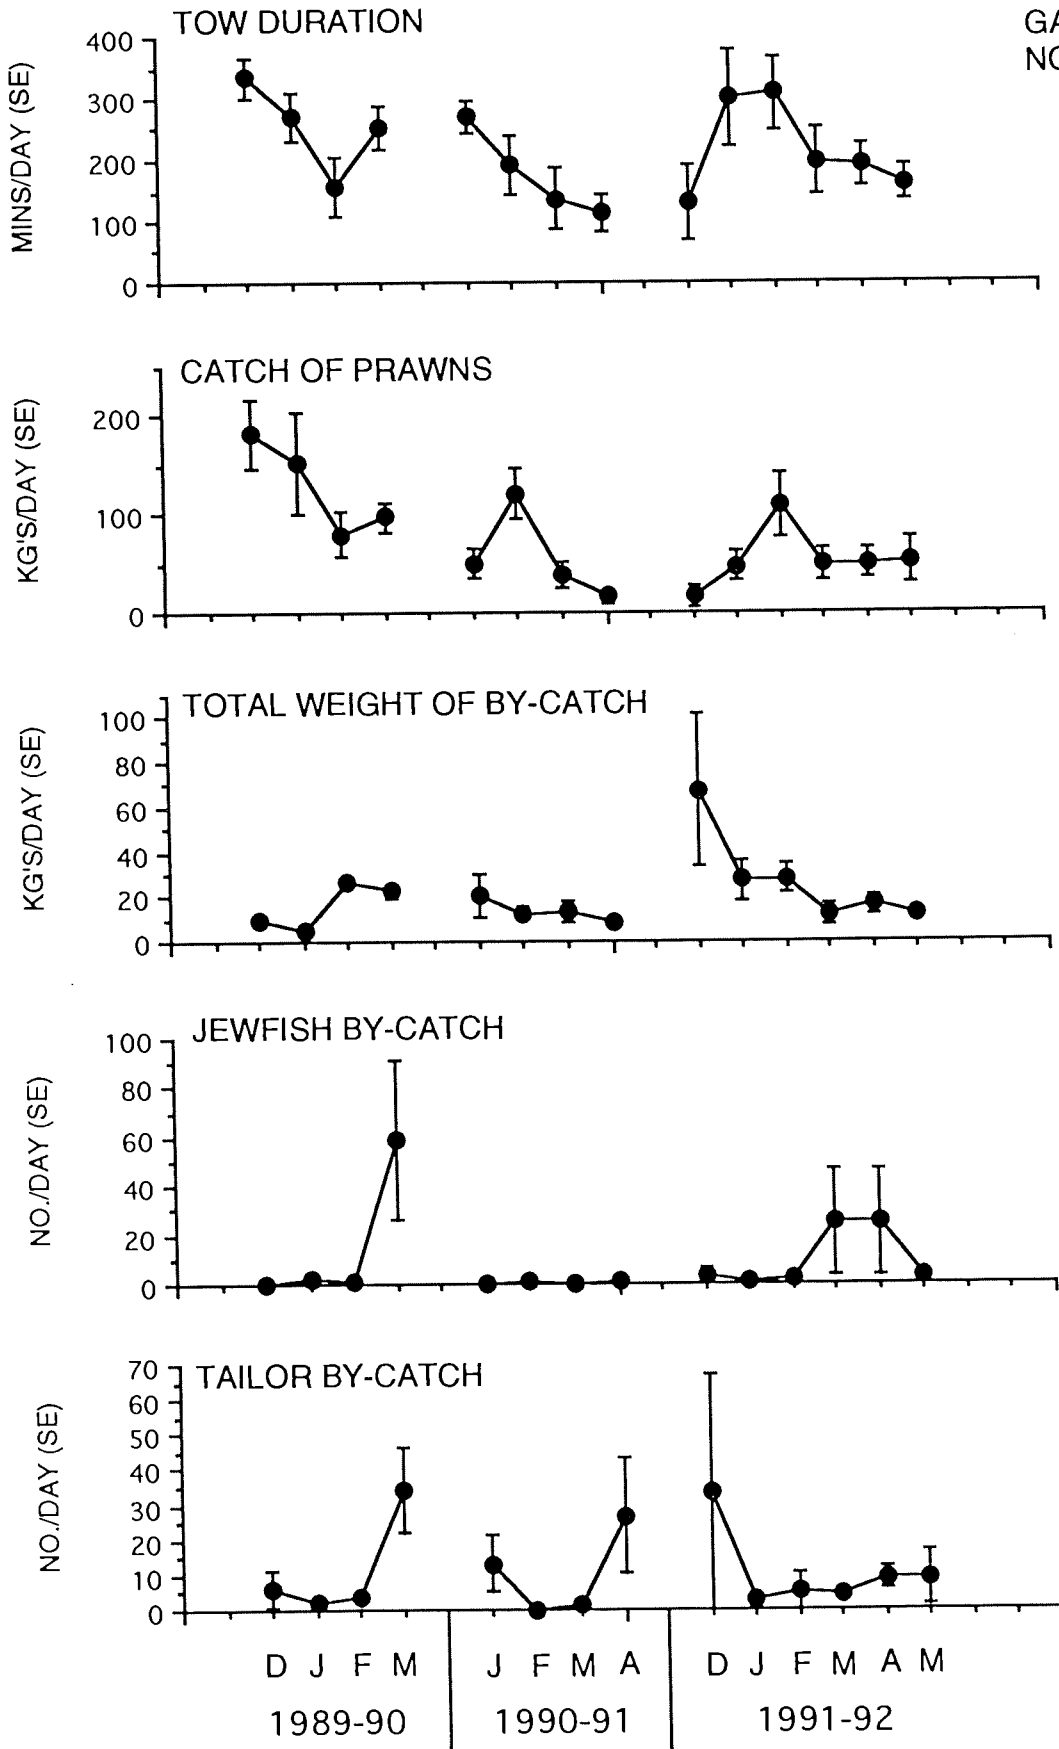 TOW DURATION
GA
NO
MINS/DAY (SE)
400
300
200
100
0
CATCH OF PRAWNS
KG'S/DAY (SE)
200
100
0
TOTAL WEIGHT OF BY-CATCH
KG'S/DAY (SE)
100
80
60
40
20
0
JEWFISH BY-CATCH
NO./DAY (SE)
100
80
60
40
20
0
TAILOR BY-CATCH
NO./DAY (SE)
70
60
50
40
30
20
10
0
D J F M J F M A D J F M A M
1989-90 1990-91 1991-92